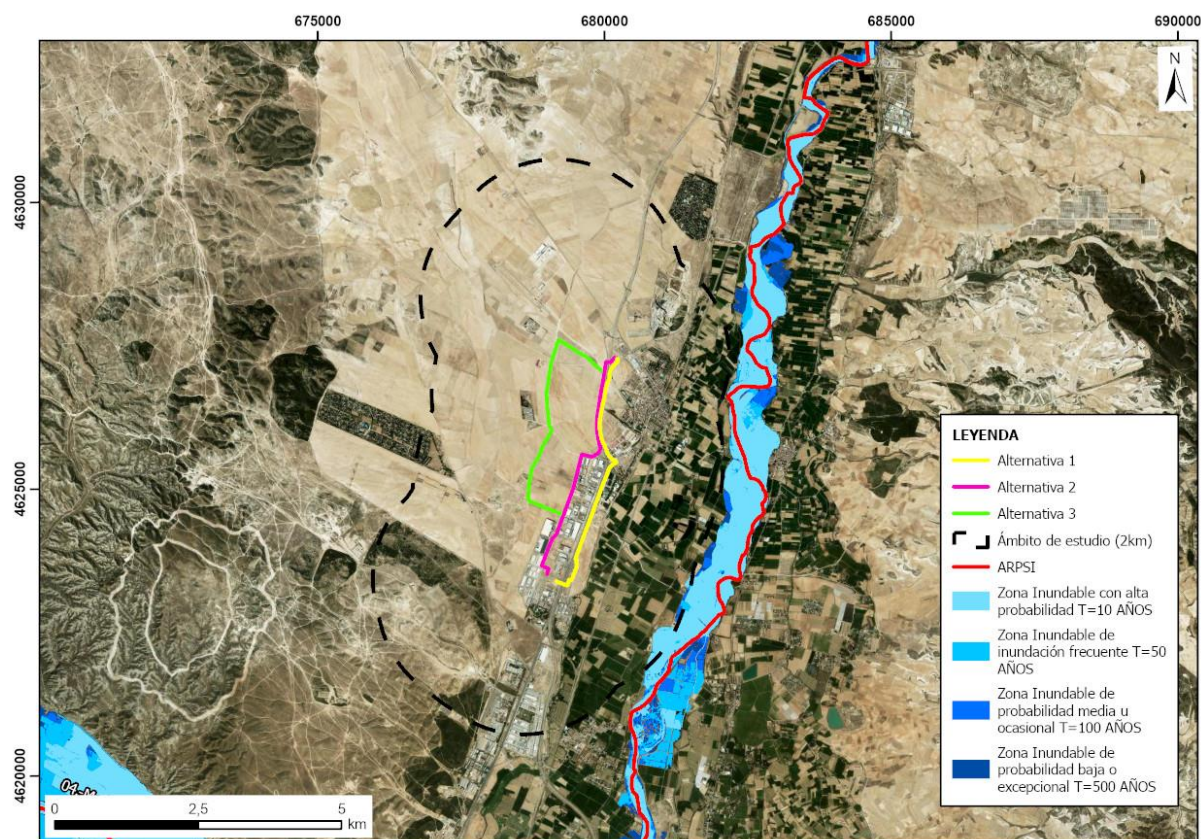 675000
680000
685000
690000
N
4630000
4625000
4620000
LEYENDA
Alternativa 1
Alternativa 2
Alternativa 3
Ámbito de estudio (2km)
ARPSI
Zona Inundable con alta
probabilidad T=10 AÑOS
Zona Inundable de
inundación frecuente T=50
AÑOS
Zona Inundable de
probabilidad media u
ocasional T=100 AÑOS
Zona Inundable de
probabilidad baja o
excepcional T=500 AÑOS
0
2,5
5
km